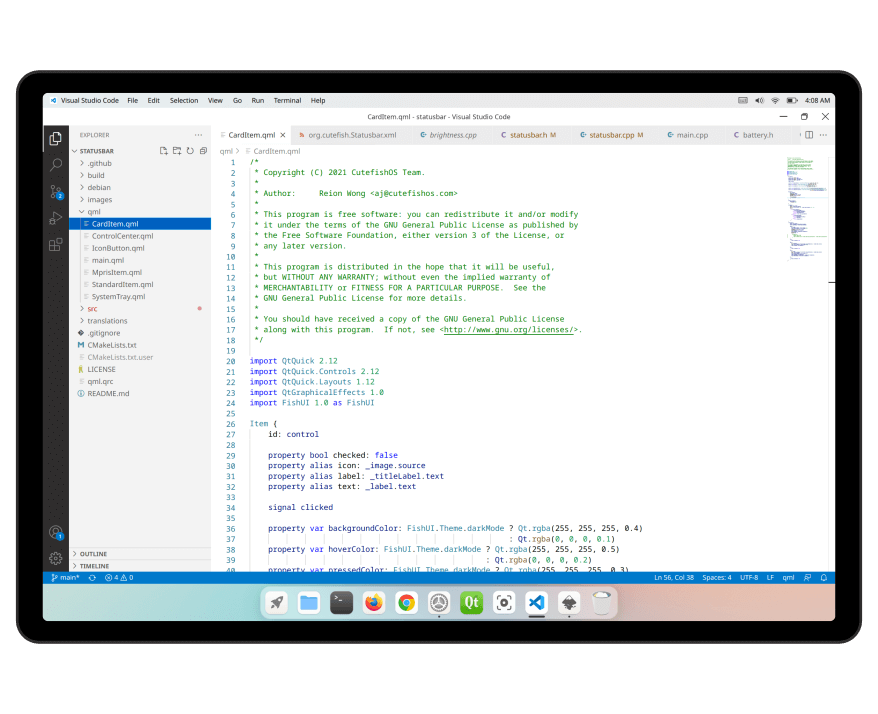 Visual Studio Code File Edit Selection View Go Run Terminal Help 4:08 AM
CardItem.qml - statusbar - Visual Studio Code
EXPLORER
STATUSBAR
.github
build
debian
images
qml
CardItem.qml
ControlCenter.qml
IconButton.qml
main.qml
MprisItem.qml
StandardItem.qml
SystemTray.qml
src
translations
.gitignore
CMakeLists.txt
CMakeLists.txt.user
LICENSE
qml.qrc
README.md
OUTLINE
TIMELINE
2
1
CardItem.qml org.cutefish.Statusbar.xml brightness.cpp statusbar.h M statusbar.cpp M main.cpp battery.h
qml > CardItem.qml
1 /*
2 * Copyright (C) 2021 CutefishOS Team.
3 *
4 * Author: Reion Wong <aj@cutefishos.com>
5 *
6 * This program is free software: you can redistribute it and/or modify
7 * it under the terms of the GNU General Public License as published by
8 * the Free Software Foundation, either version 3 of the License, or
9 * any later version.
10 *
11 * This program is distributed in the hope that it will be useful,
12 * but WITHOUT ANY WARRANTY; without even the implied warranty of
13 * MERCHANTABILITY or FITNESS FOR A PARTICULAR PURPOSE. See the
14 * GNU General Public License for more details.
15 *
16 * You should have received a copy of the GNU General Public License
17 * along with this program. If not, see <http://www.gnu.org/licenses/>.
18 */
19
20 import QtQuick 2.12
21 import QtQuick.Controls 2.12
22 import QtQuick.Layouts 1.12
23 import QtGraphicalEffects 1.0
24 import FishUI 1.0 as FishUI
25
26 Item {
27 id: control
28
29 property bool checked: false
30 property alias icon: _image.source
31 property alias label: _titleLabel.text
32 property alias text: _label.text
33
34 signal clicked
35
36 property var backgroundColor: FishUI.Theme.darkMode ? Qt.rgba(255, 255, 255, 0.4)
37 : Qt.rgba(0, 0, 0, 0.1)
38 property var hoverColor: FishUI.Theme.darkMode ? Qt.rgba(255, 255, 255, 0.5)
39 : Qt.rgba(0, 0, 0, 0.2)
40 property var pressedColor: FishUI.Theme.darkMode ? Qt.rgba(255, 255, 255, 0.3)
main* 4 0 Ln 56, Col 38 Spaces: 4 UTF-8 LF qml
Qt